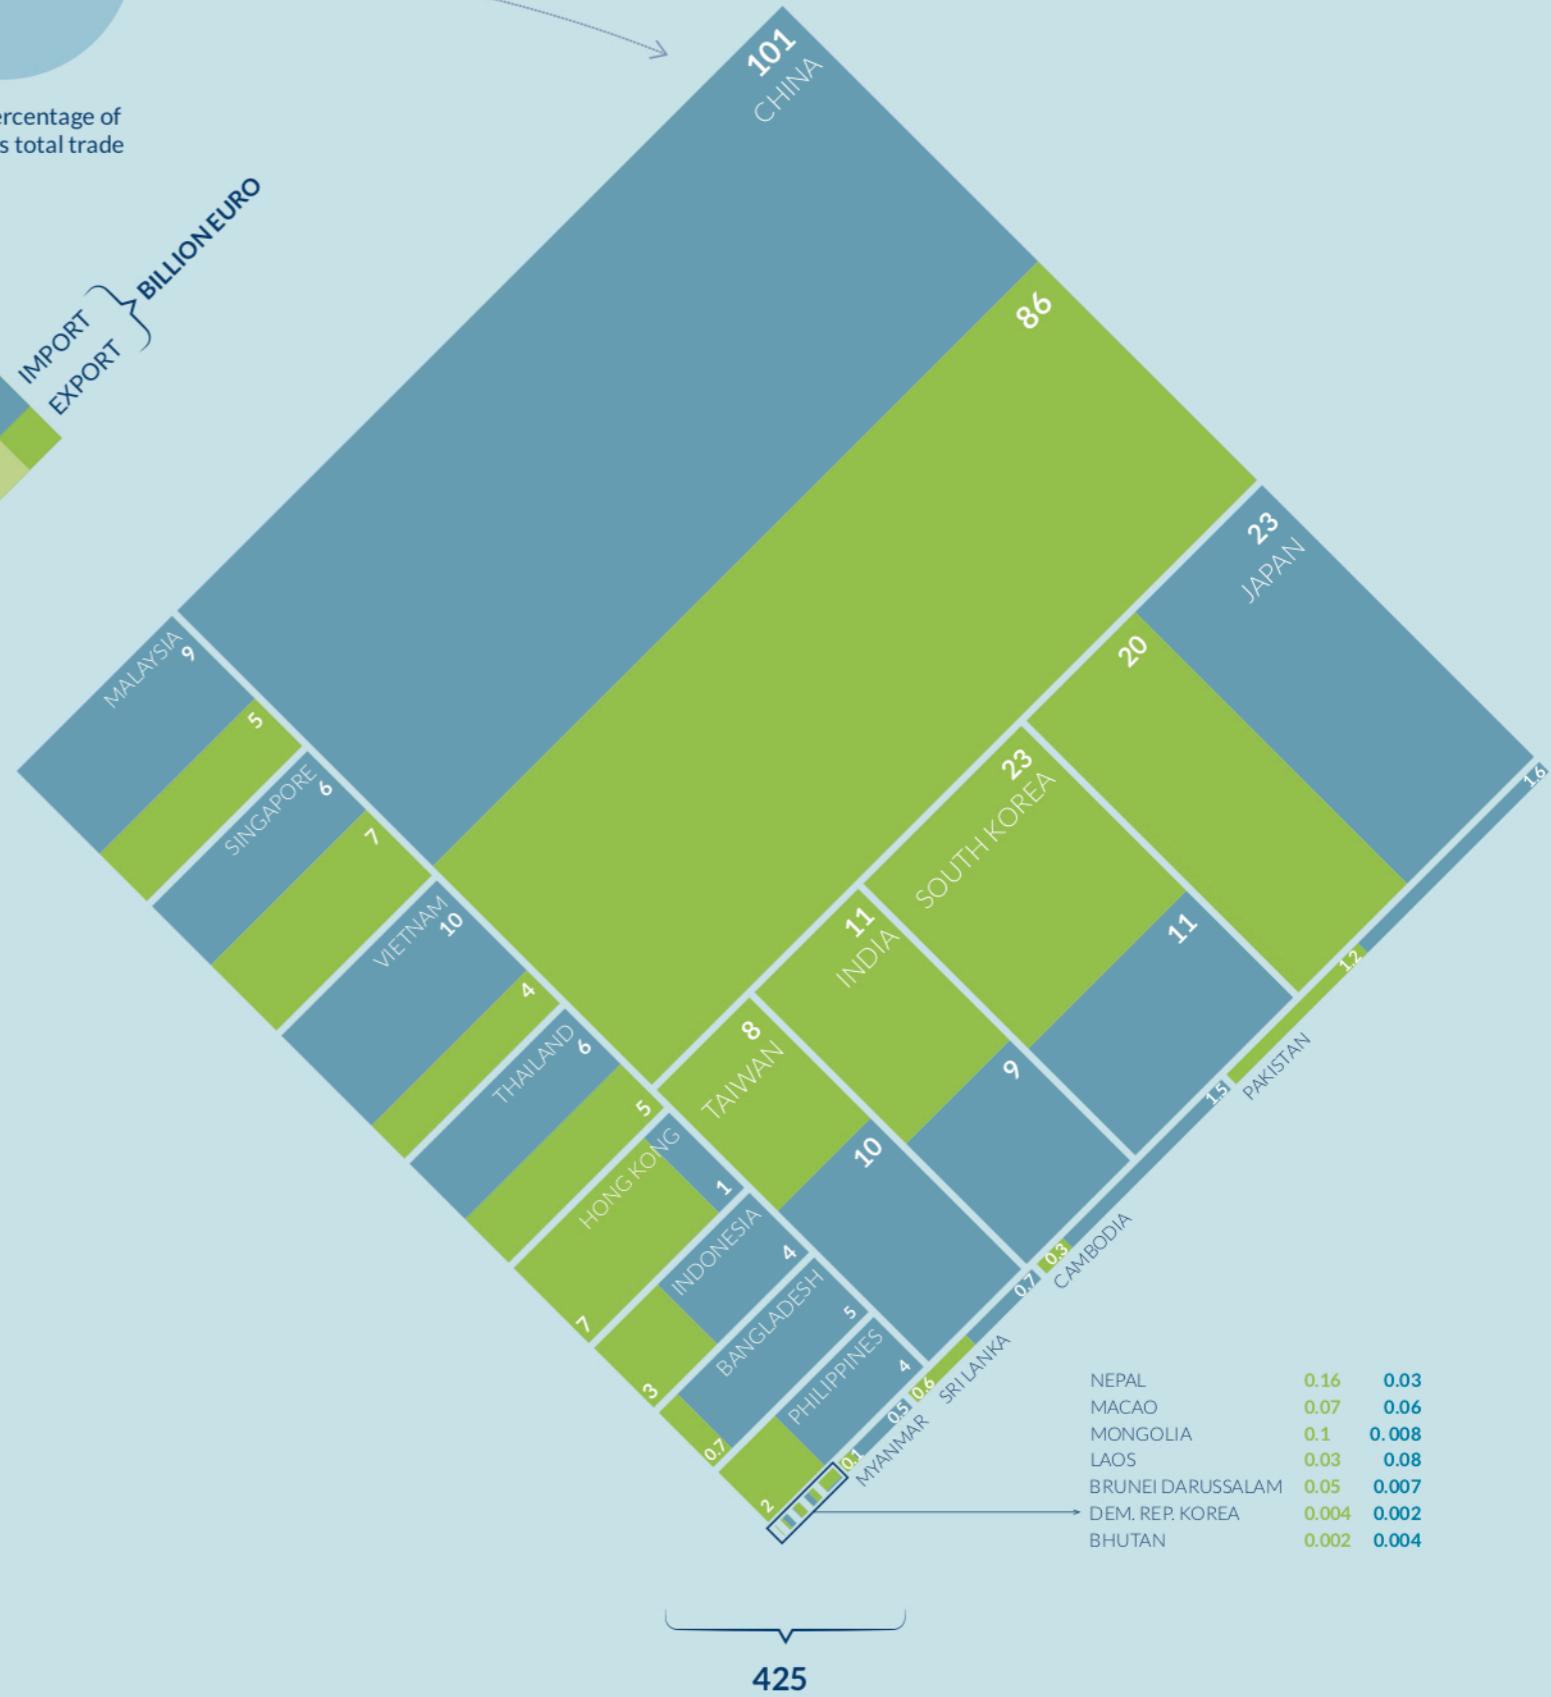 ercentage of
s total trade
IMPORT
EXPORT
BILLION EURO
101
CHINA
86
23
JAPAN
20
MALAYSIA
9
5
SINGAPORE
6
7
VIETNAM
10
4
THAILAND
6
5
HONG KONG
1
7
INDONESIA
4
3
BANGLADESH
5
0.7
PHILIPPINES
4
2
23
SOUTH KOREA
11
11
INDIA
9
8
TAIWAN
10
1.6
1.2
PAKISTAN
1.5
0.3
CAMBODIA
0.7
0.6
SRI LANKA
0.5
0.1
MYANMAR
NEPAL 0.16 0.03
MACAO 0.07 0.06
MONGOLIA 0.1 0.008
LAOS 0.03 0.08
BRUNEI DARUSSALAM 0.05 0.007
DEM. REP. KOREA 0.004 0.002
BHUTAN 0.002 0.004
425